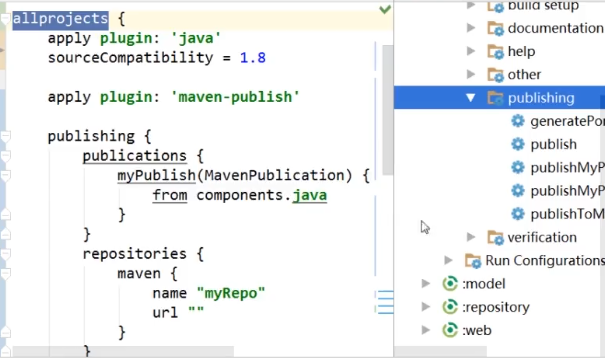 allprojects {
apply plugin: 'java'
sourceCompatibility = 1.8
apply plugin: 'maven-publish'
publishing {
publications {
myPublish(MavenPublication) {
from components.java
}
}
repositories {
maven {
name "myRepo"
url ""
}
}
build setup
documentation
help
other
publishing
generatePo
publish
publishMyP
publishMyP
publishToM
verification
Run Configurations
:model
:repository
:web